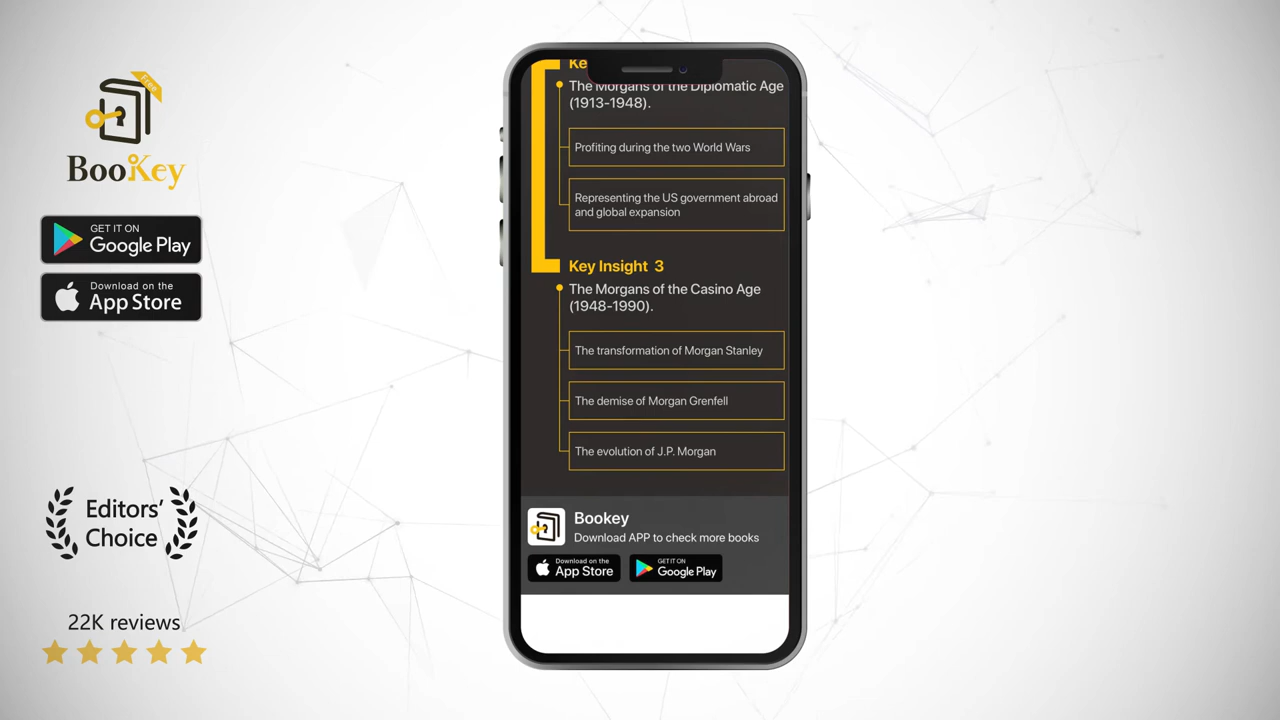 Free
Bookey
GET IT ON
Google Play
Download on the
App Store
Editors'
Choice
22K reviews
Ke
The Morgans of the Diplomatic Age
(1913-1948).
Profiting during the two World Wars
Representing the US government abroad
and global expansion
Key Insight 3
The Morgans of the Casino Age
(1948-1990).
The transformation of Morgan Stanley
The demise of Morgan Grenfell
The evolution of J.P. Morgan
Bookey
Download APP to check more books
Download on the
App Store
GET IT ON
Google Play